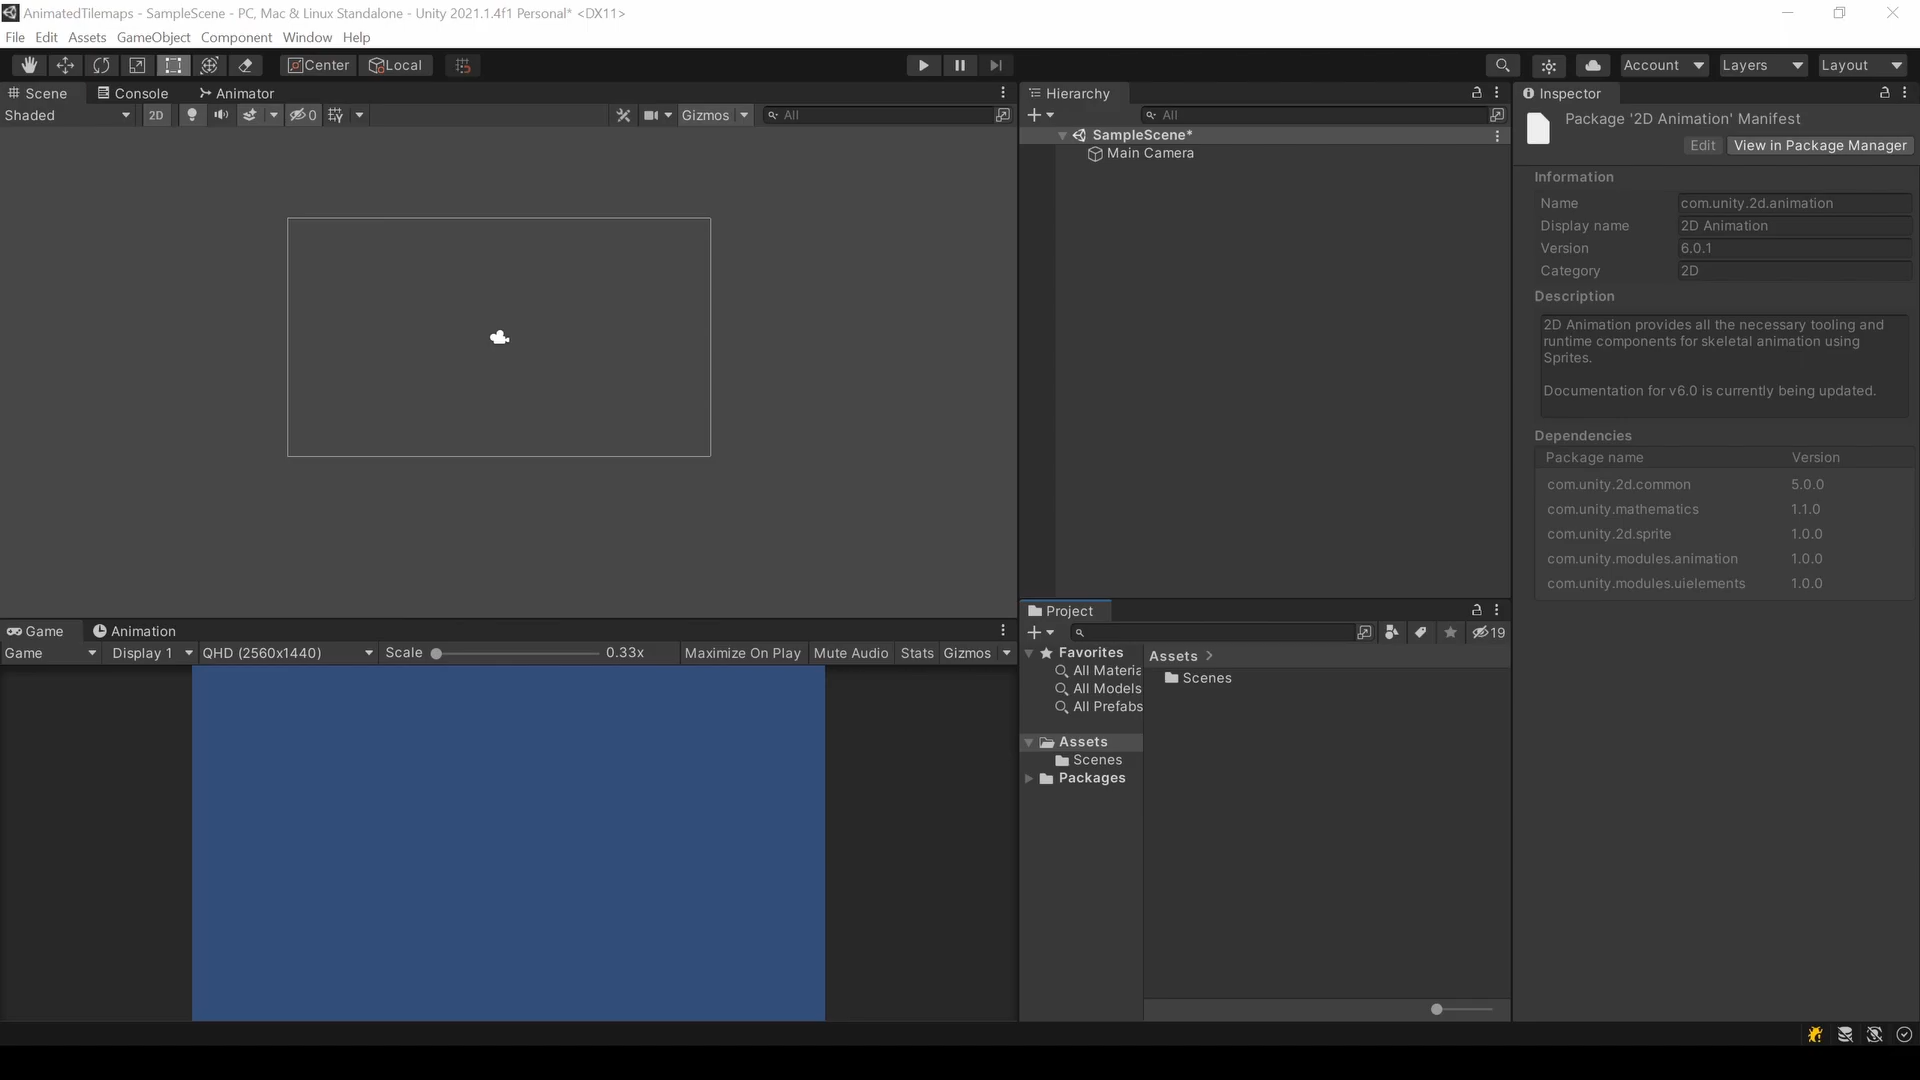 AnimatedTilemaps - SampleScene - PC, Mac & Linux Standalone - Unity 2021.1.4f1 Personal* <DX11>
File Edit Assets GameObject Component Window Help
Center Local
Account Layers Layout
Scene Console Animator
Shaded 2D 0 Gizmos All
Hierarchy
All
SampleScene*
Main Camera
Inspector
Package '2D Animation' Manifest
Edit View in Package Manager
Information
Name com.unity.2d.animation
Display name 2D Animation
Version 6.0.1
Category 2D
Description
2D Animation provides all the necessary tooling and
runtime components for skeletal animation using
Sprites.
Documentation for v6.0 is currently being updated.
Dependencies
Package name Version
com.unity.2d.common 5.0.0
com.unity.mathematics 1.1.0
com.unity.2d.sprite 1.0.0
com.unity.modules.animation 1.0.0
com.unity.modules.uielements 1.0.0
Game Animation
Game Display 1 QHD (2560x1440) Scale 0.33x Maximize On Play Mute Audio Stats Gizmos
Project
19
Favorites
All Materia
All Models
All Prefabs
Assets
Scenes
Packages
Assets >
Scenes